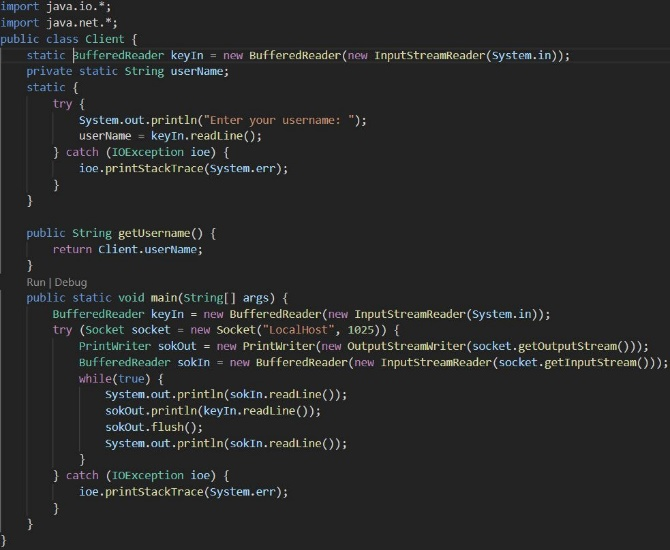 import java.io.*;
import java.net.*;
public class Client {
    static BufferedReader keyIn = new BufferedReader(new InputStreamReader(System.in));
    private static String userName;
    static {
        try {
            System.out.println("Enter your username: ");
            userName = keyIn.readLine();
        } catch (IOException ioe) {
            ioe.printStackTrace(System.err);
        }
    }

    public String getUsername() {
        return Client.userName;
    }
    Run | Debug
    public static void main(String[] args) {
        BufferedReader keyIn = new BufferedReader(new InputStreamReader(System.in));
        try (Socket socket = new Socket("LocalHost", 1025)) {
            PrintWriter sokOut = new PrintWriter(new OutputStreamWriter(socket.getOutputStream()));
            BufferedReader sokIn = new BufferedReader(new InputStreamReader(socket.getInputStream()));
            while(true) {
                System.out.println(sokIn.readLine());
                sokOut.println(keyIn.readLine());
                sokOut.flush();
                System.out.println(sokIn.readLine());
            }
        } catch (IOException ioe) {
            ioe.printStackTrace(System.err);
        }
    }
}